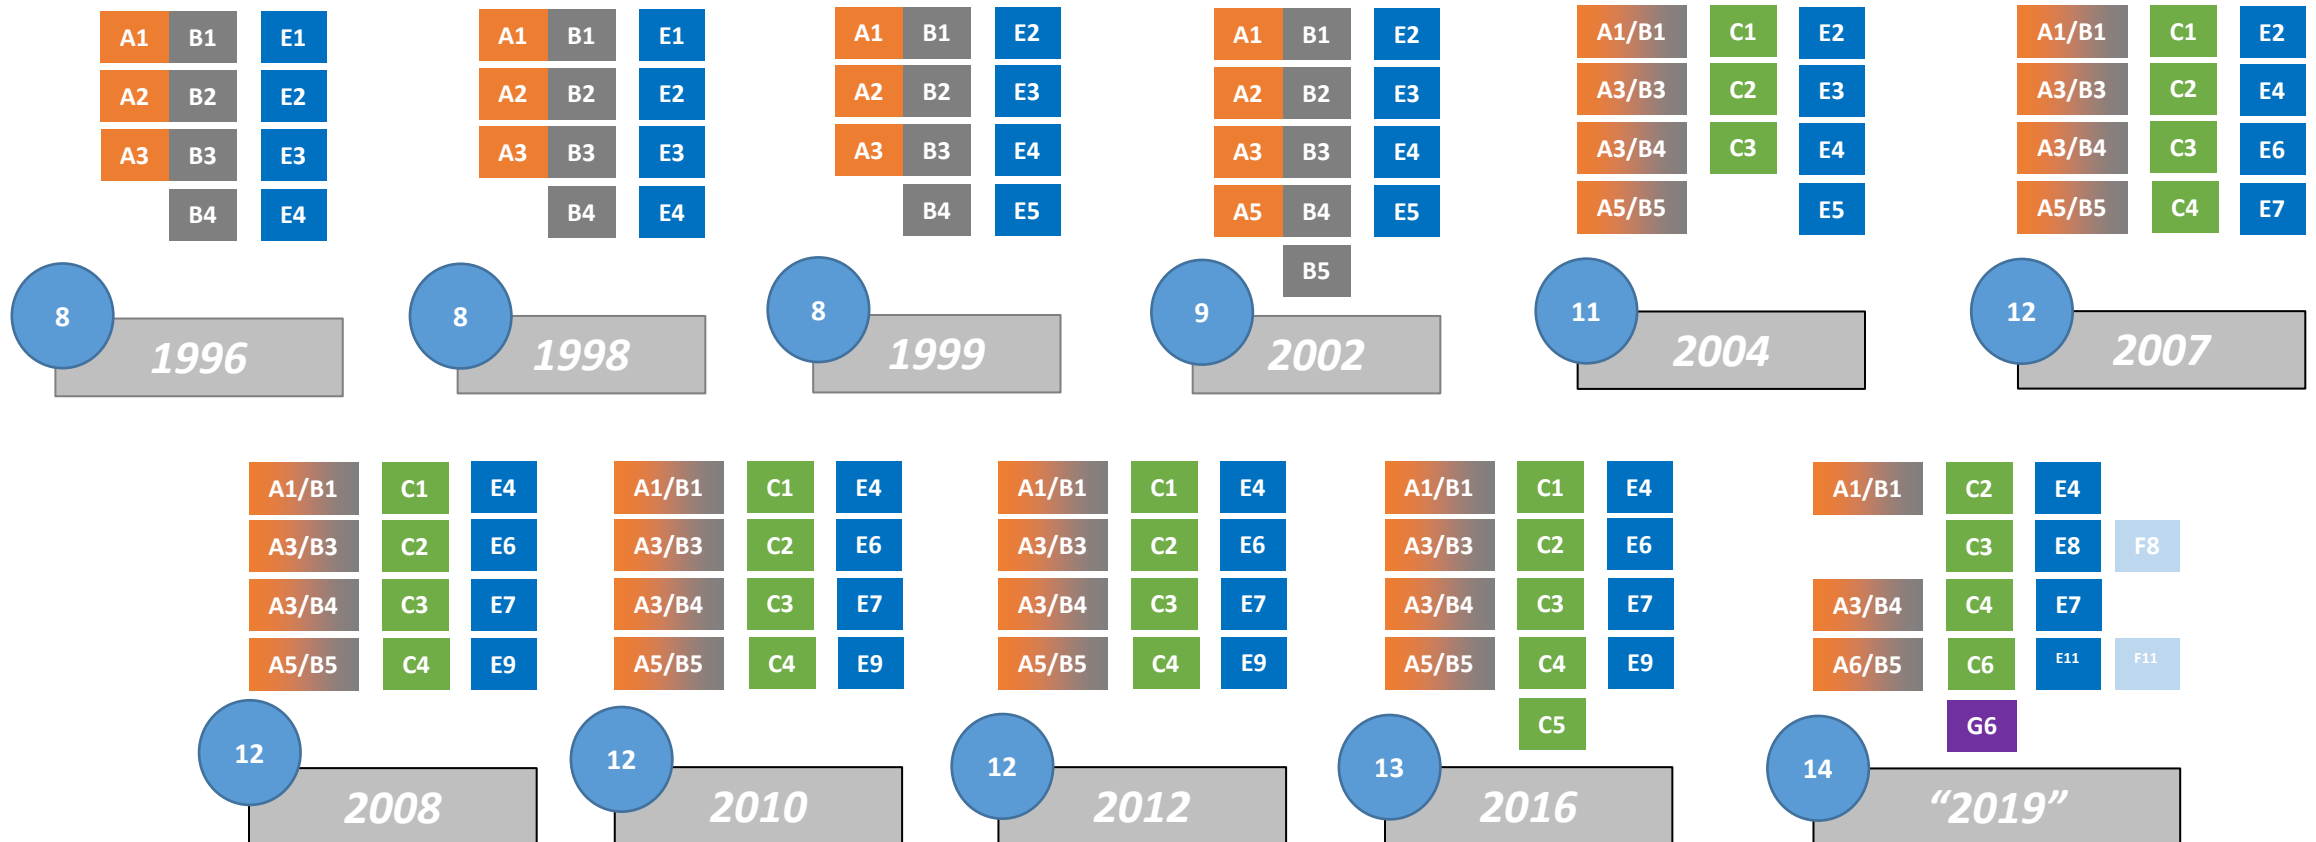 A1 B1 E1
A2 B2 E2
A3 B3 E3
B4 E4
8
1996
A1 B1 E1
A2 B2 E2
A3 B3 E3
B4 E4
8
1998
A1 B1 E2
A2 B2 E3
A3 B3 E4
B4 E5
8
1999
A1 B1 E2
A2 B2 E3
A3 B3 E4
A5 B4 E5
B5
9
2002
A1/B1 C1 E2
A3/B3 C2 E3
A3/B4 C3 E4
A5/B5 E5
11
2004
A1/B1 C1 E2
A3/B3 C2 E4
A3/B4 C3 E6
A5/B5 C4 E7
12
2007
A1/B1 C1 E4
A3/B3 C2 E6
A3/B4 C3 E7
A5/B5 C4 E9
12
2008
A1/B1 C1 E4
A3/B3 C2 E6
A3/B4 C3 E7
A5/B5 C4 E9
12
2010
A1/B1 C1 E4
A3/B3 C2 E6
A3/B4 C3 E7
A5/B5 C4 E9
12
2012
A1/B1 C1 E4
A3/B3 C2 E6
A3/B4 C3 E7
A5/B5 C4 E9
C5
13
2016
A1/B1 C2 E4
C3 E8 F8
A3/B4 C4 E7
A6/B5 C6 E11 F11
G6
14
“2019”